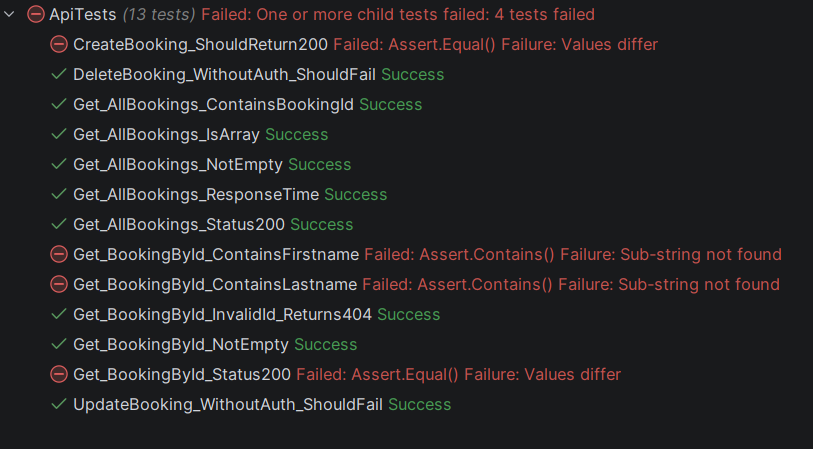 ApiTests (13 tests) Failed: One or more child tests failed: 4 tests failed
CreateBooking_ShouldReturn200 Failed: Assert.Equal() Failure: Values differ
DeleteBooking_WithoutAuth_ShouldFail Success
Get_AllBookings_ContainsBookingId Success
Get_AllBookings_IsArray Success
Get_AllBookings_NotEmpty Success
Get_AllBookings_ResponseTime Success
Get_AllBookings_Status200 Success
Get_BookingById_ContainsFirstname Failed: Assert.Contains() Failure: Sub-string not found
Get_BookingById_ContainsLastname Failed: Assert.Contains() Failure: Sub-string not found
Get_BookingById_InvalidId_Returns404 Success
Get_BookingById_NotEmpty Success
Get_BookingById_Status200 Failed: Assert.Equal() Failure: Values differ
UpdateBooking_WithoutAuth_ShouldFail Success